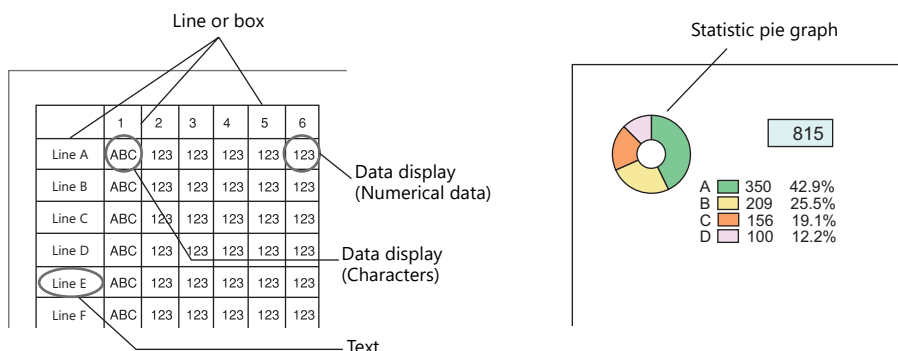 Line or box
1 2 3 4 5 6
Line A ABC 123 123 123 123 123
Line B ABC 123 123 123 123 123
Line C ABC 123 123 123 123 123
Line D ABC 123 123 123 123 123
Line E ABC 123 123 123 123 123
Line F ABC 123 123 123 123 123
Data display
(Numerical data)
Data display
(Characters)
Text
Statistic pie graph
815
A 350 42.9%
B 209 25.5%
C 156 19.1%
D 100 12.2%